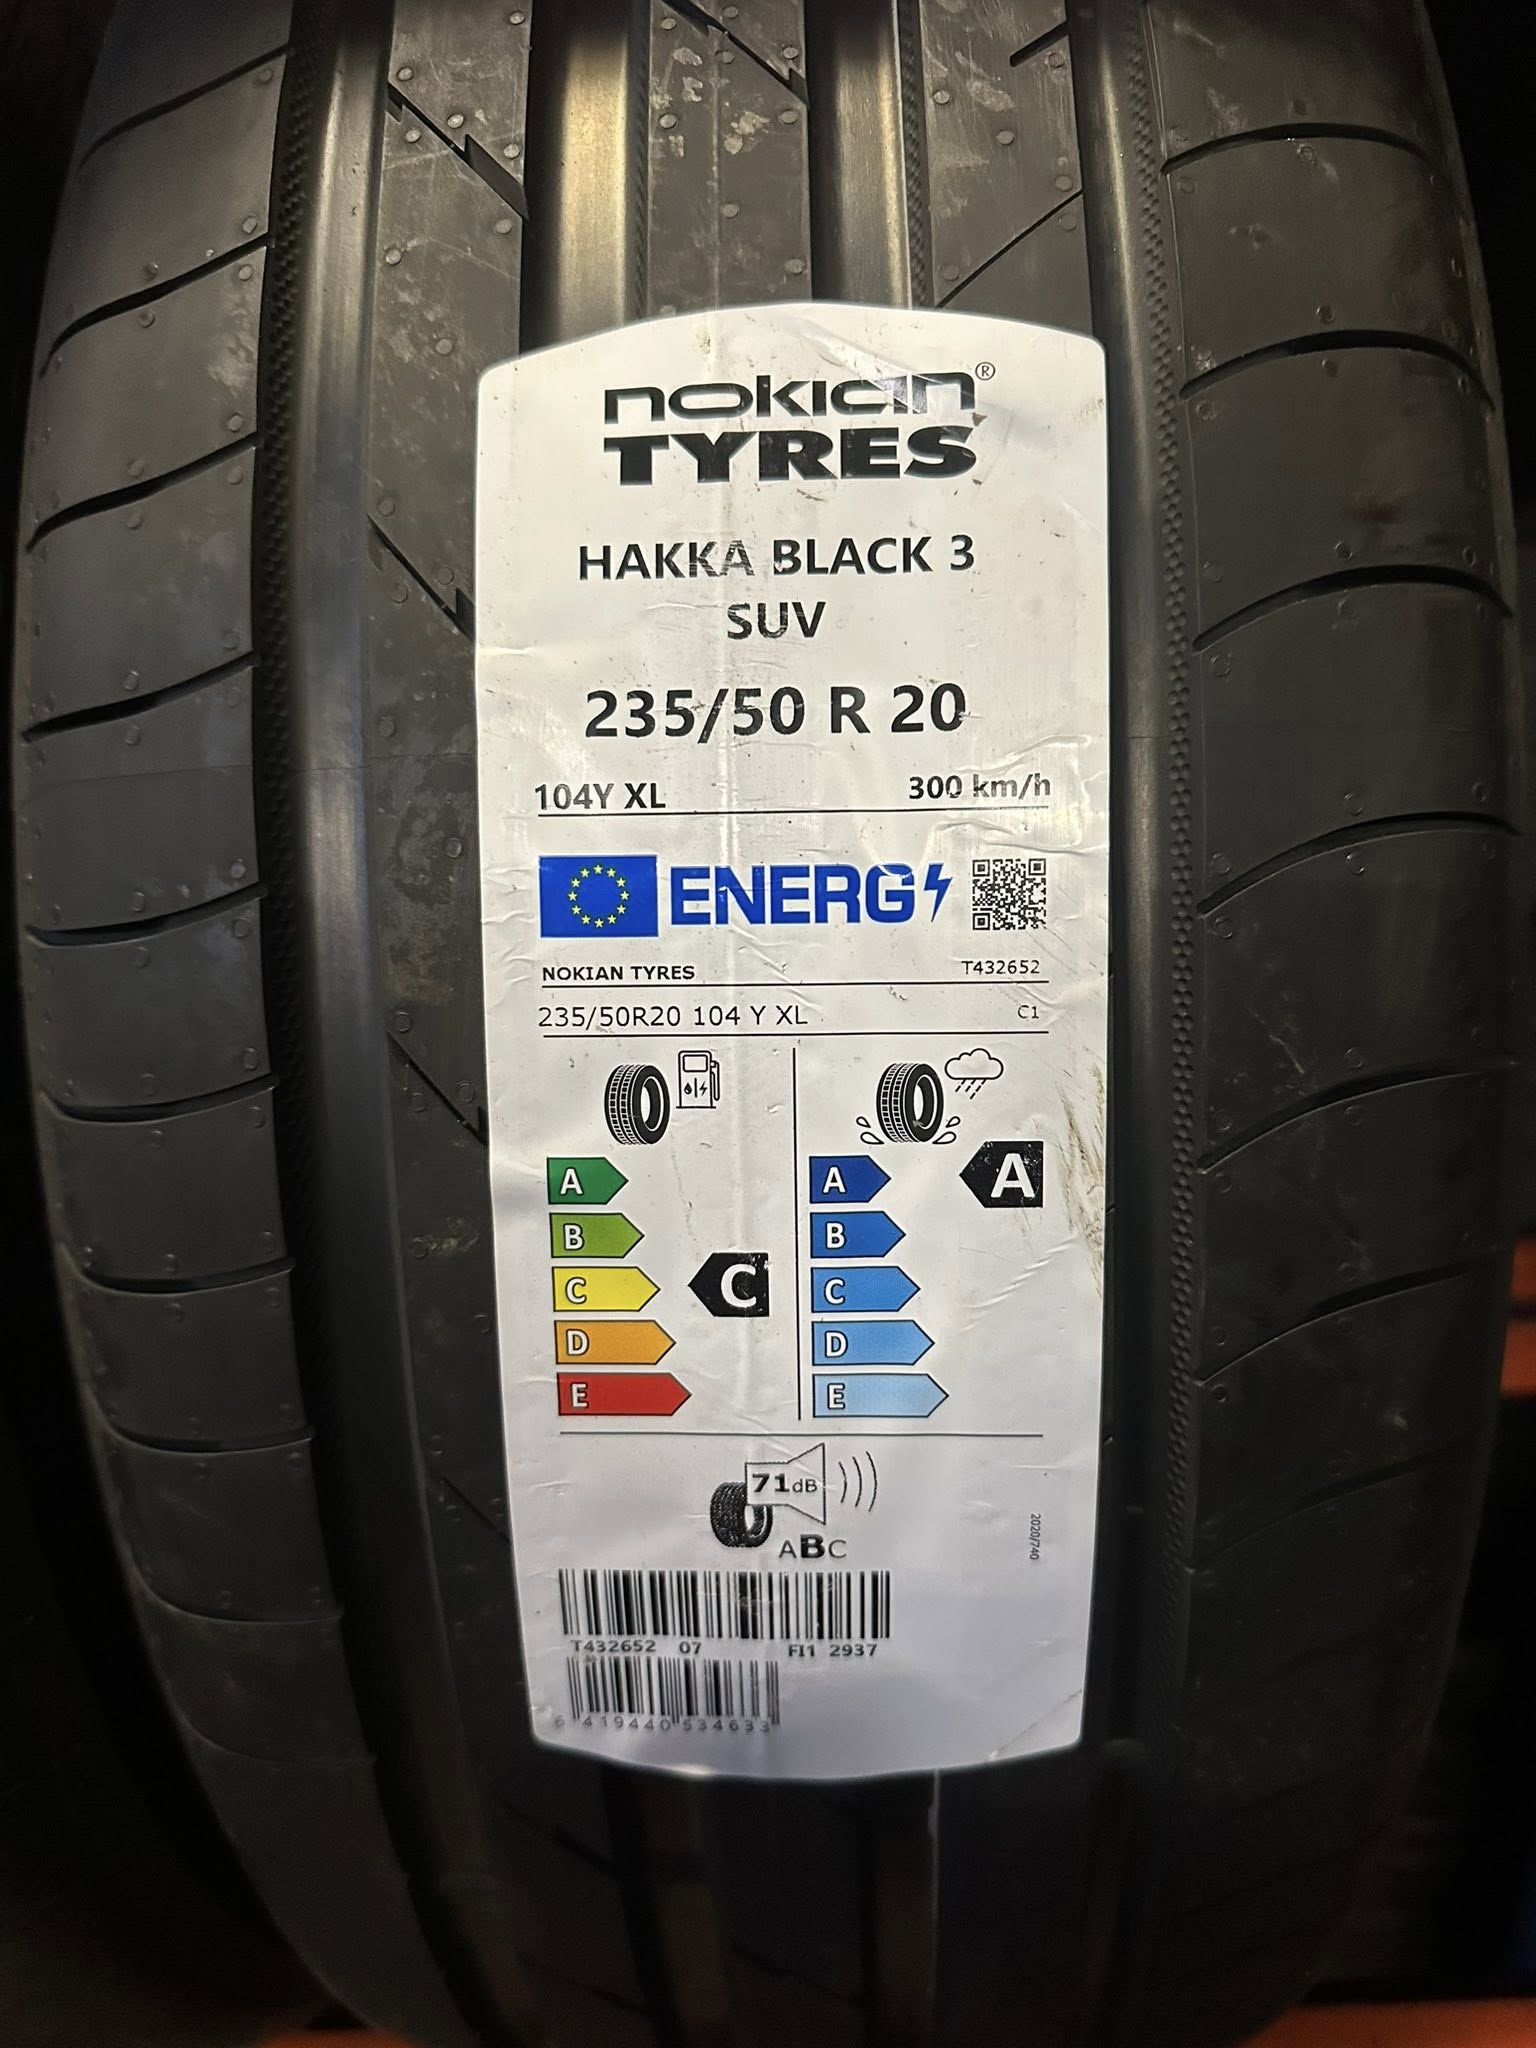 nokian®
TYRES
HAKKA BLACK 3
SUV
235/50 R 20
104Y XL 300 km/h
ENERG
NOKIAN TYRES T432652
235/50R20 104 Y XL C1
A A A
B B
C C C
D D
E E
71dB
ABC
2020/740
T432652 07 FI1 2937
6 419440 534633